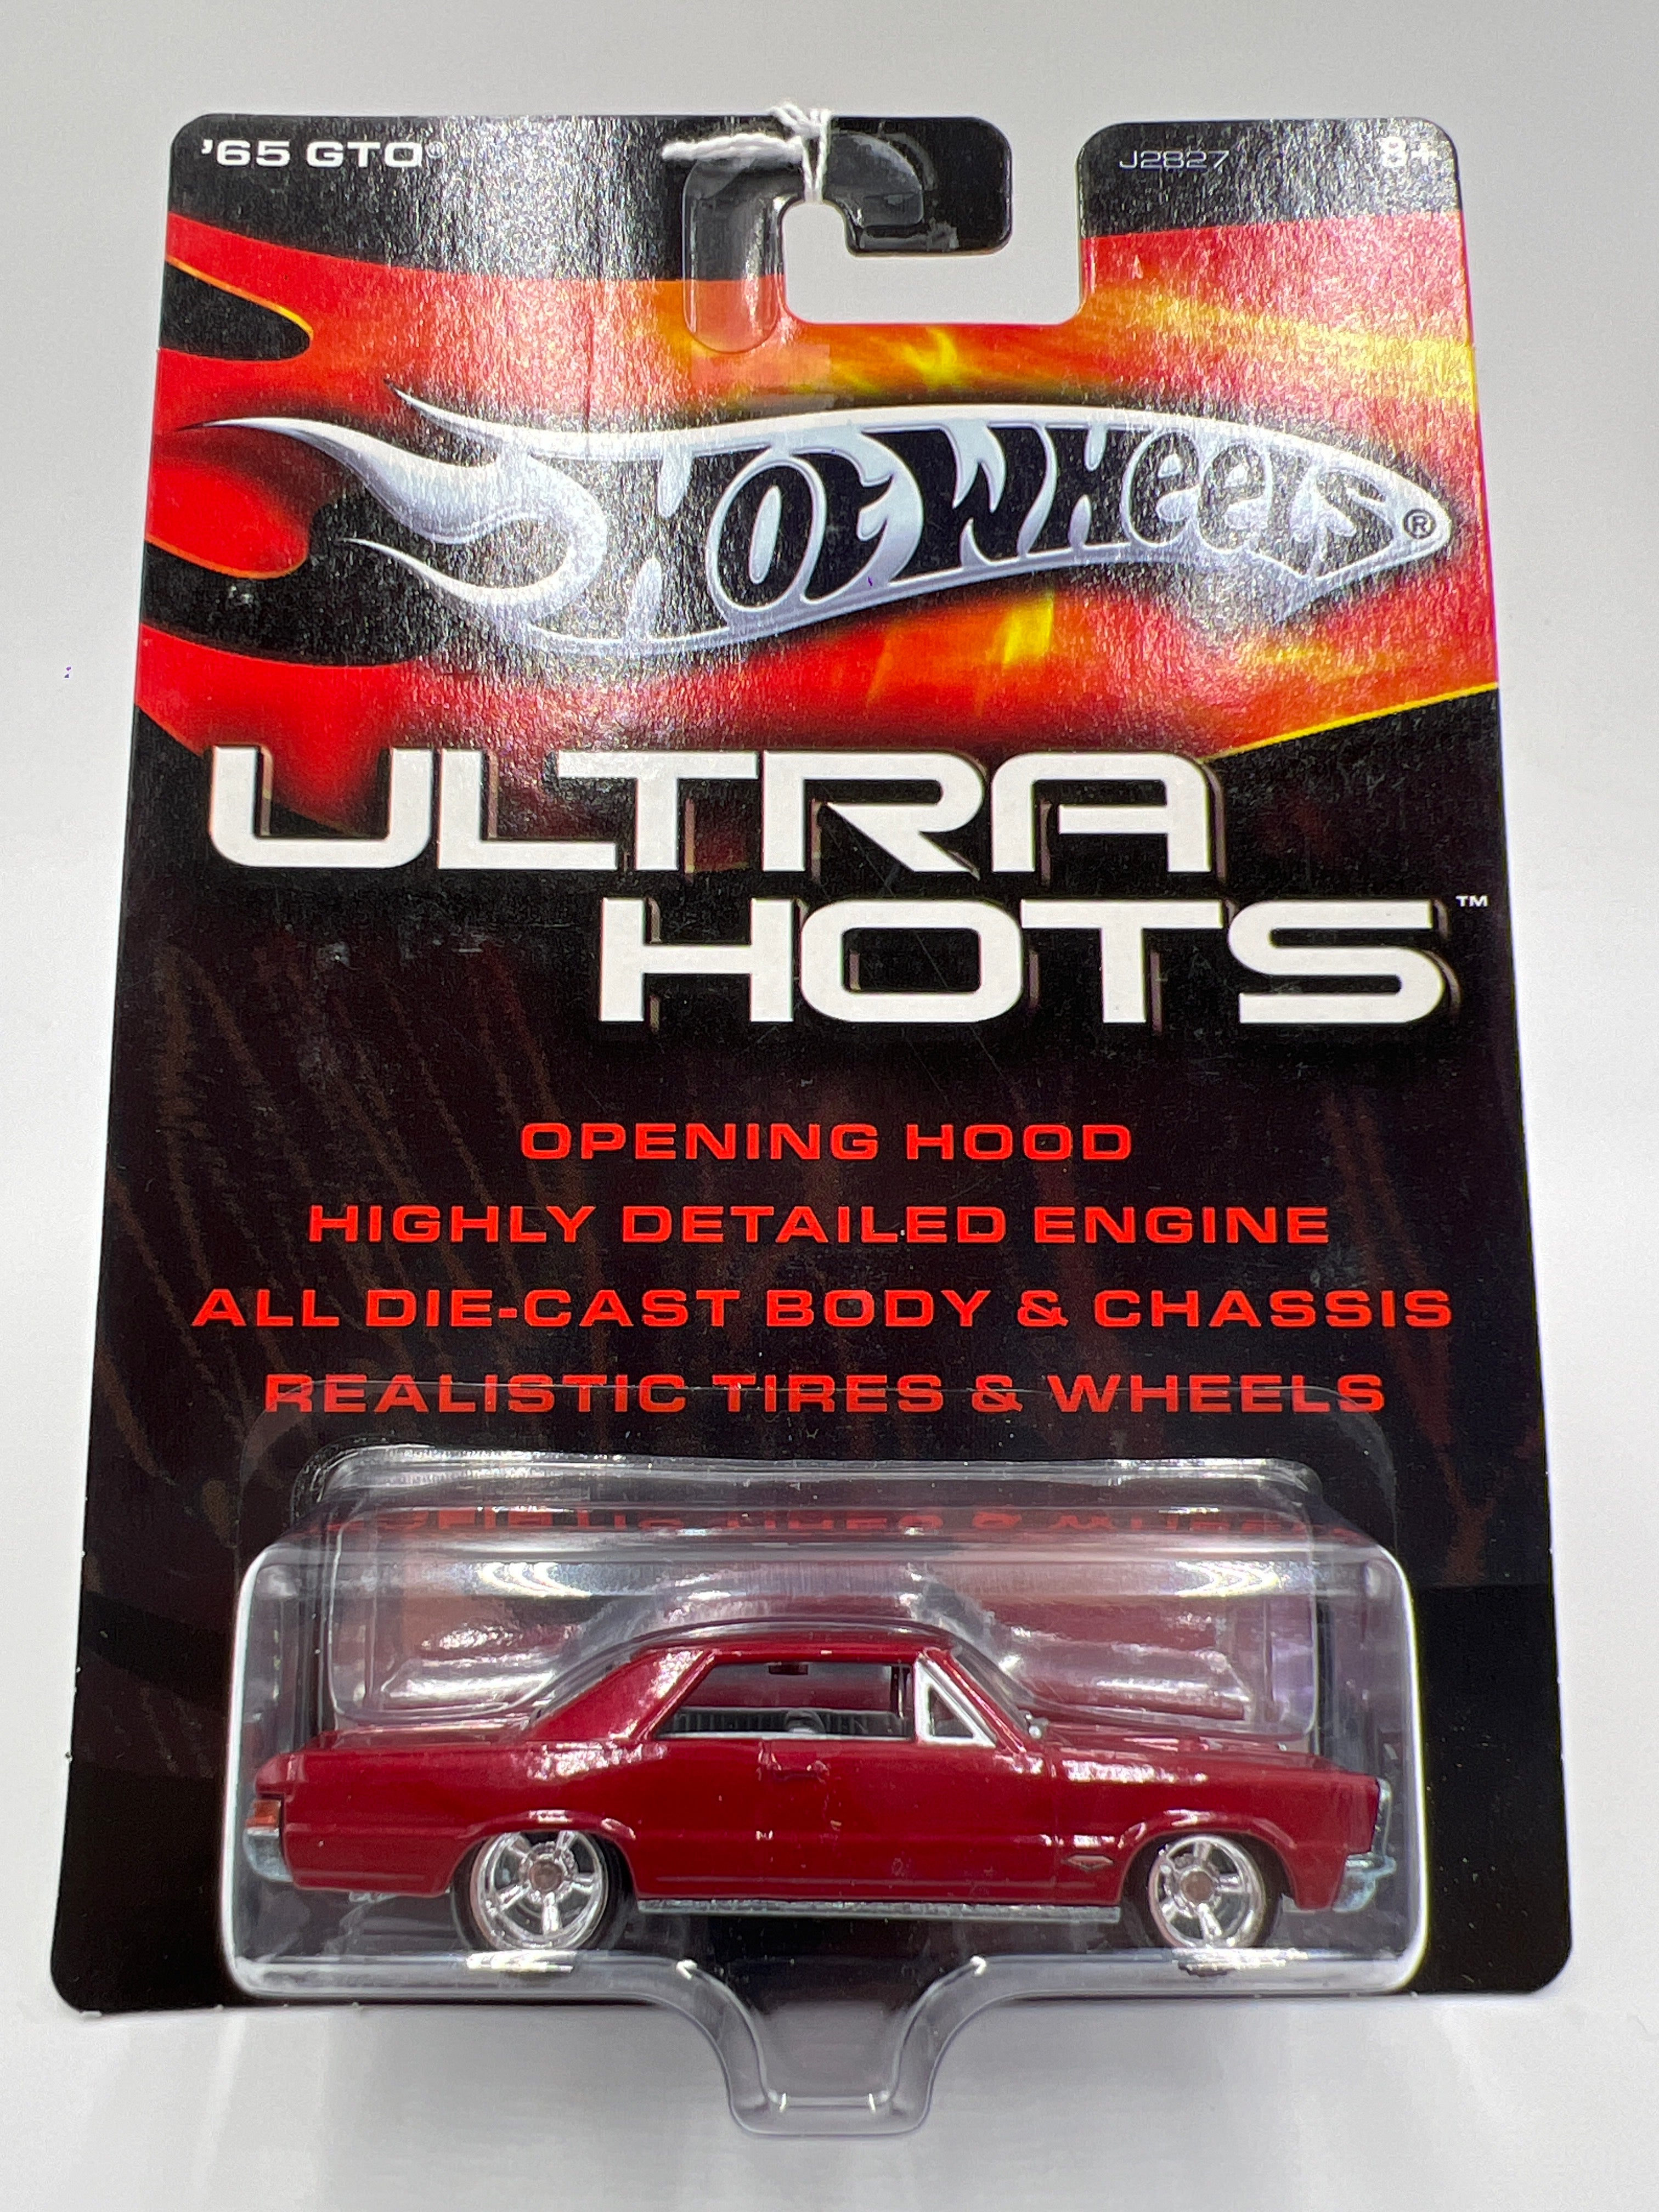 '65 GTO®
J2827
8+
Hot Wheels®
ULTRA
HOTS™
OPENING HOOD
HIGHLY DETAILED ENGINE
ALL DIE-CAST BODY & CHASSIS
REALISTIC TIRES & WHEELS